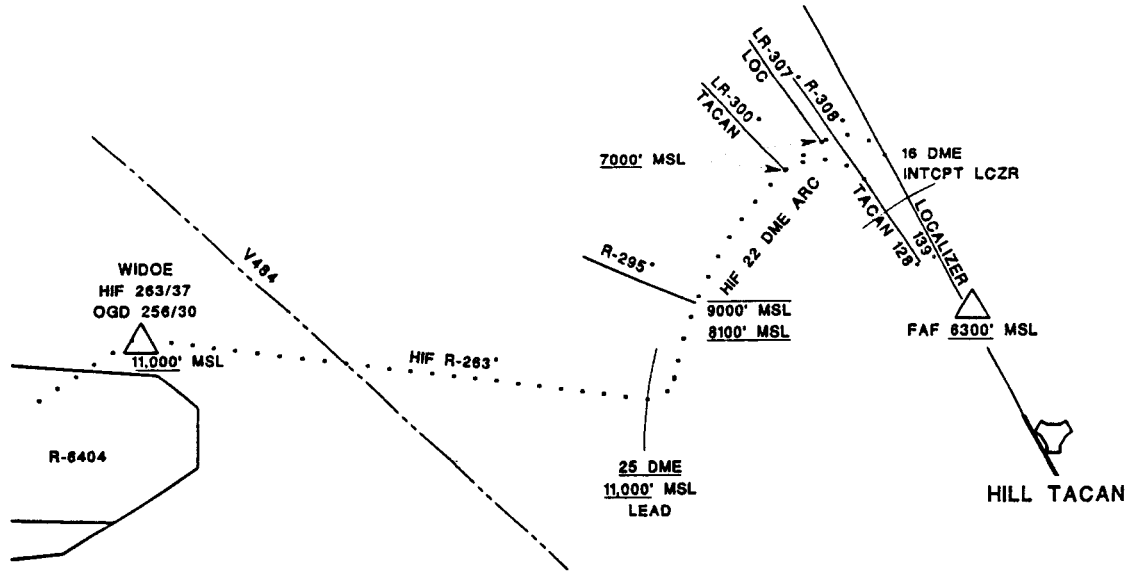 LR-307°
LOC
R-308°
LR-300°
TACAN
7000' MSL
16 DME
INTCPT LCZR
TACAN 128°
LOCALIZER
139°
HIF 22 DME ARC
R-295°
V484
WIDOE
HIF 263/37
OGD 256/30
11,000' MSL
9000' MSL
8100' MSL
FAF 6300' MSL
HIF R-263°
R-6404
25 DME
11,000' MSL
LEAD
HILL TACAN